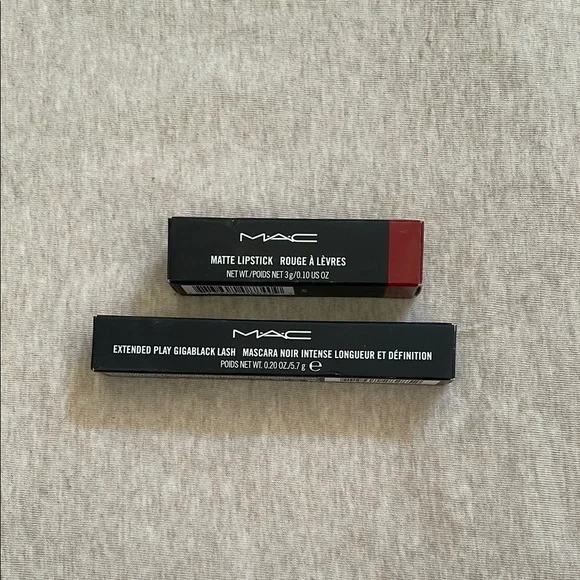 MAC
MATTE LIPSTICK ROUGE À LÈVRES
NET WT./POIDS NET 3 g/0.10 US OZ
MAC
EXTENDED PLAY GIGABLACK LASH MASCARA NOIR INTENSE LONGUEUR ET DÉFINITION
POIDS NET WT. 0.20 OZ./5.7 g ℮